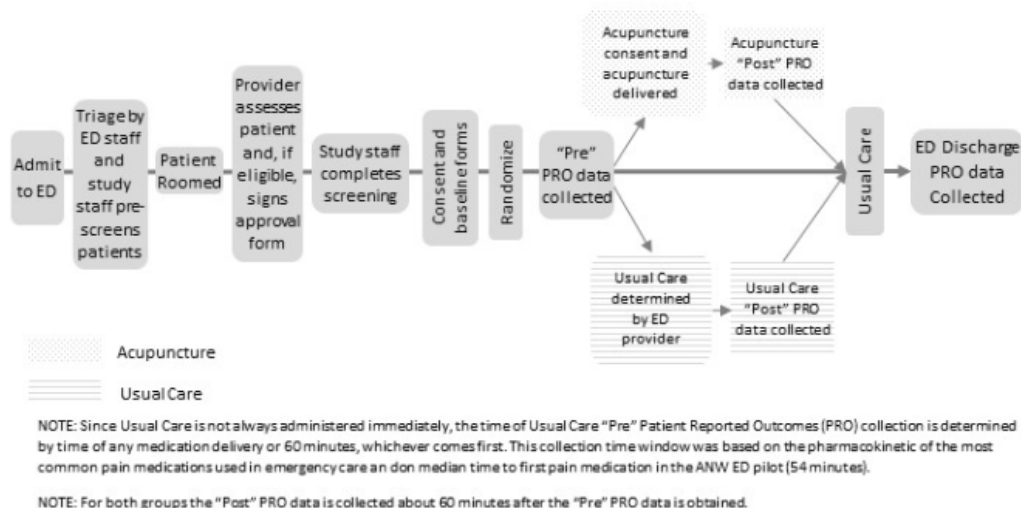 Admit
to ED
Triage by
ED staff
and
study
staff pre-
screens
patients
Patient
Roomed
Provider
assesses
patient
and, if
eligible,
signs
approval
form
Study staff
completes
screening
Consent and
baseline forms
Randomize
“Pre”
PRO data
collected
Acupuncture
consent and
acupuncture
delivered
Acupuncture
“Post” PRO
data collected
Usual Care
determined
by ED
provider
Usual Care
“Post” PRO
data collected
Usual Care
ED Discharge
PRO data
Collected
Acupuncture
Usual Care
NOTE: Since Usual Care is not always administered immediately, the time of Usual Care “Pre” Patient Reported Outcomes (PRO) collection is determined
by time of any medication delivery or 60 minutes, whichever comes first. This collection time window was based on the pharmacokinetic of the most
common pain medications used in emergency care an don median time to first pain medication in the ANW ED pilot (54 minutes).
NOTE: For both groups the “Post” PRO data is collected about 60 minutes after the “Pre” PRO data is obtained.